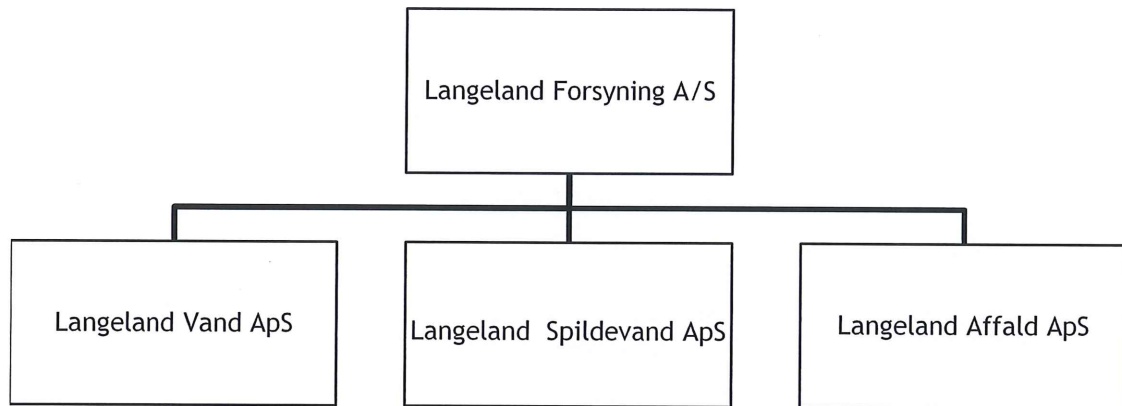 Langeland Forsyning A/S
Langeland Vand ApS
Langeland Spildevand ApS
Langeland Affald ApS